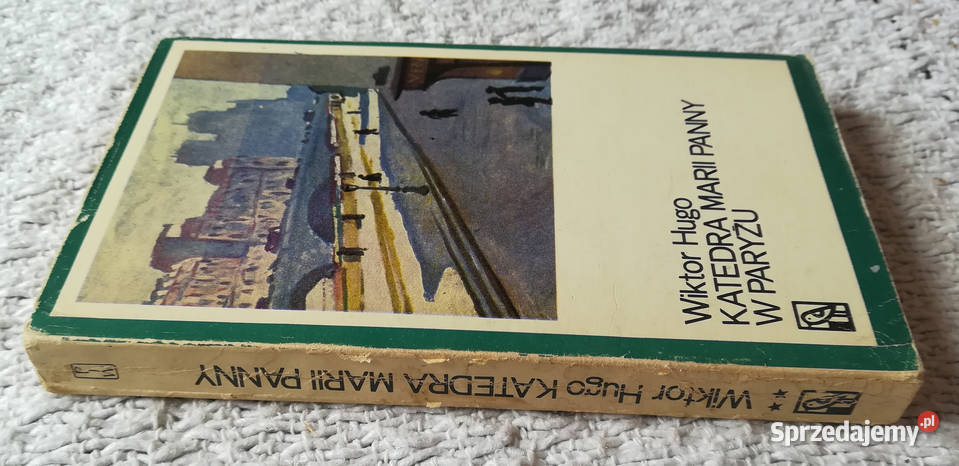 Wiktor Hugo
KATEDRA MARII PANNY
W PARYŻU
Wiktor Hugo KATEDRA MARII PANNY
Sprzedajemy.pl